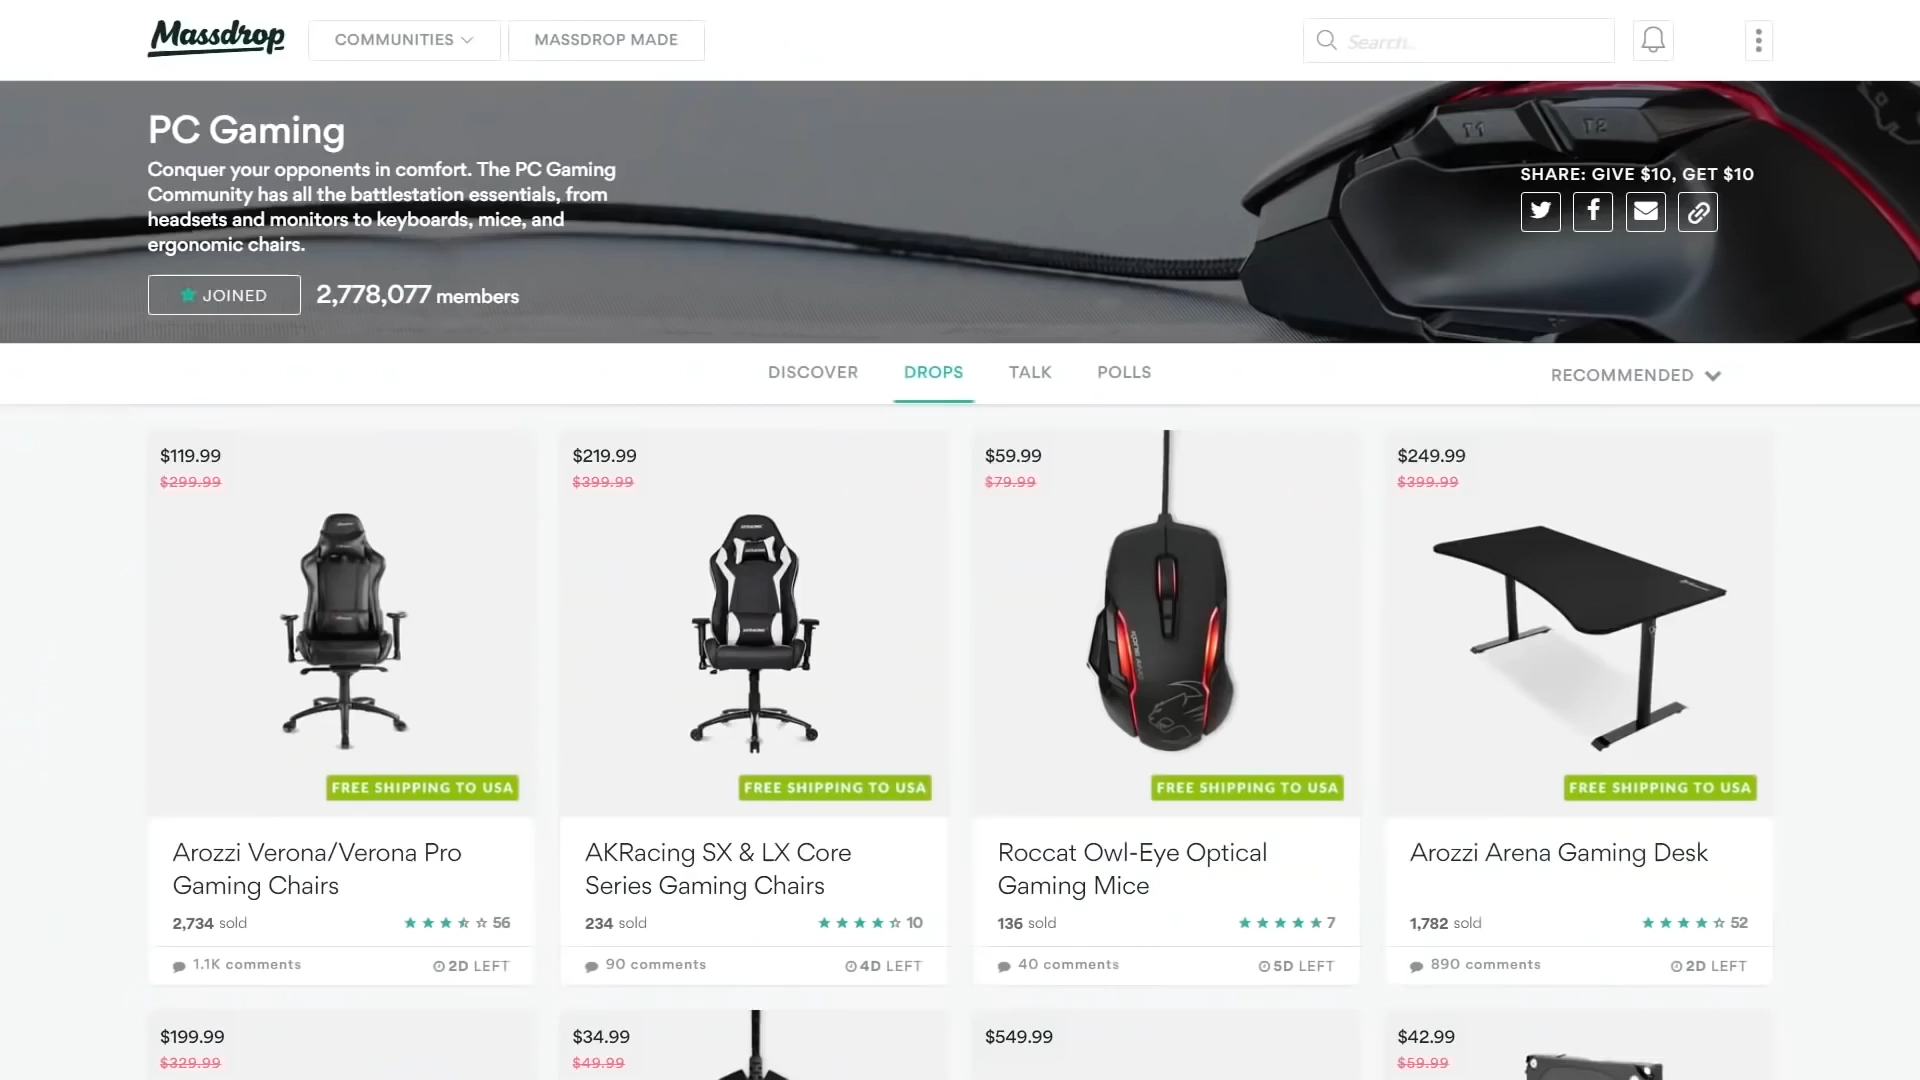 Massdrop
COMMUNITIES
MASSDROP MADE
Search...
PC Gaming
Conquer your opponents in comfort. The PC Gaming
Community has all the battlestation essentials, from
headsets and monitors to keyboards, mice, and
ergonomic chairs.
JOINED
2,778,077 members
T1
T2
SHARE: GIVE $10, GET $10
DISCOVER
DROPS
TALK
POLLS
RECOMMENDED
$119.99
$299.99
FREE SHIPPING TO USA
Arozzi Verona/Verona Pro
Gaming Chairs
2,734 sold
56
1.1K comments
2D LEFT
$219.99
$399.99
FREE SHIPPING TO USA
AKRacing SX & LX Core
Series Gaming Chairs
234 sold
10
90 comments
4D LEFT
$59.99
$79.99
FREE SHIPPING TO USA
Roccat Owl-Eye Optical
Gaming Mice
136 sold
7
40 comments
5D LEFT
$249.99
$399.99
FREE SHIPPING TO USA
Arozzi Arena Gaming Desk
1,782 sold
52
890 comments
2D LEFT
$199.99
$329.99
$34.99
$49.99
$549.99
$42.99
$59.99